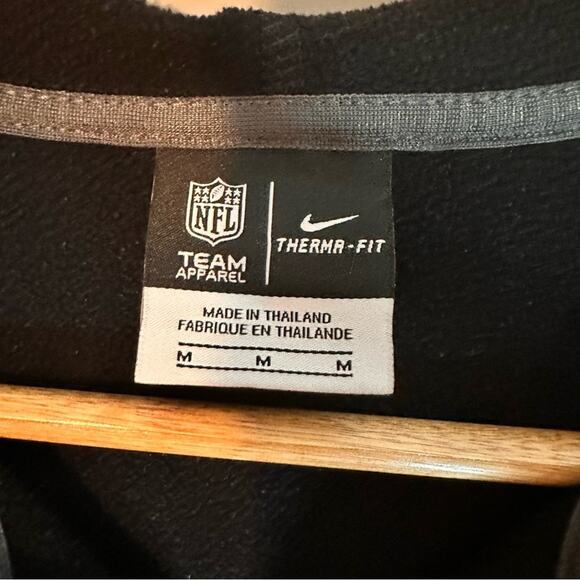 NFL
TEAM
APPAREL
THERMA-FIT
MADE IN THAILAND
FABRIQUE EN THAILANDE
M M M